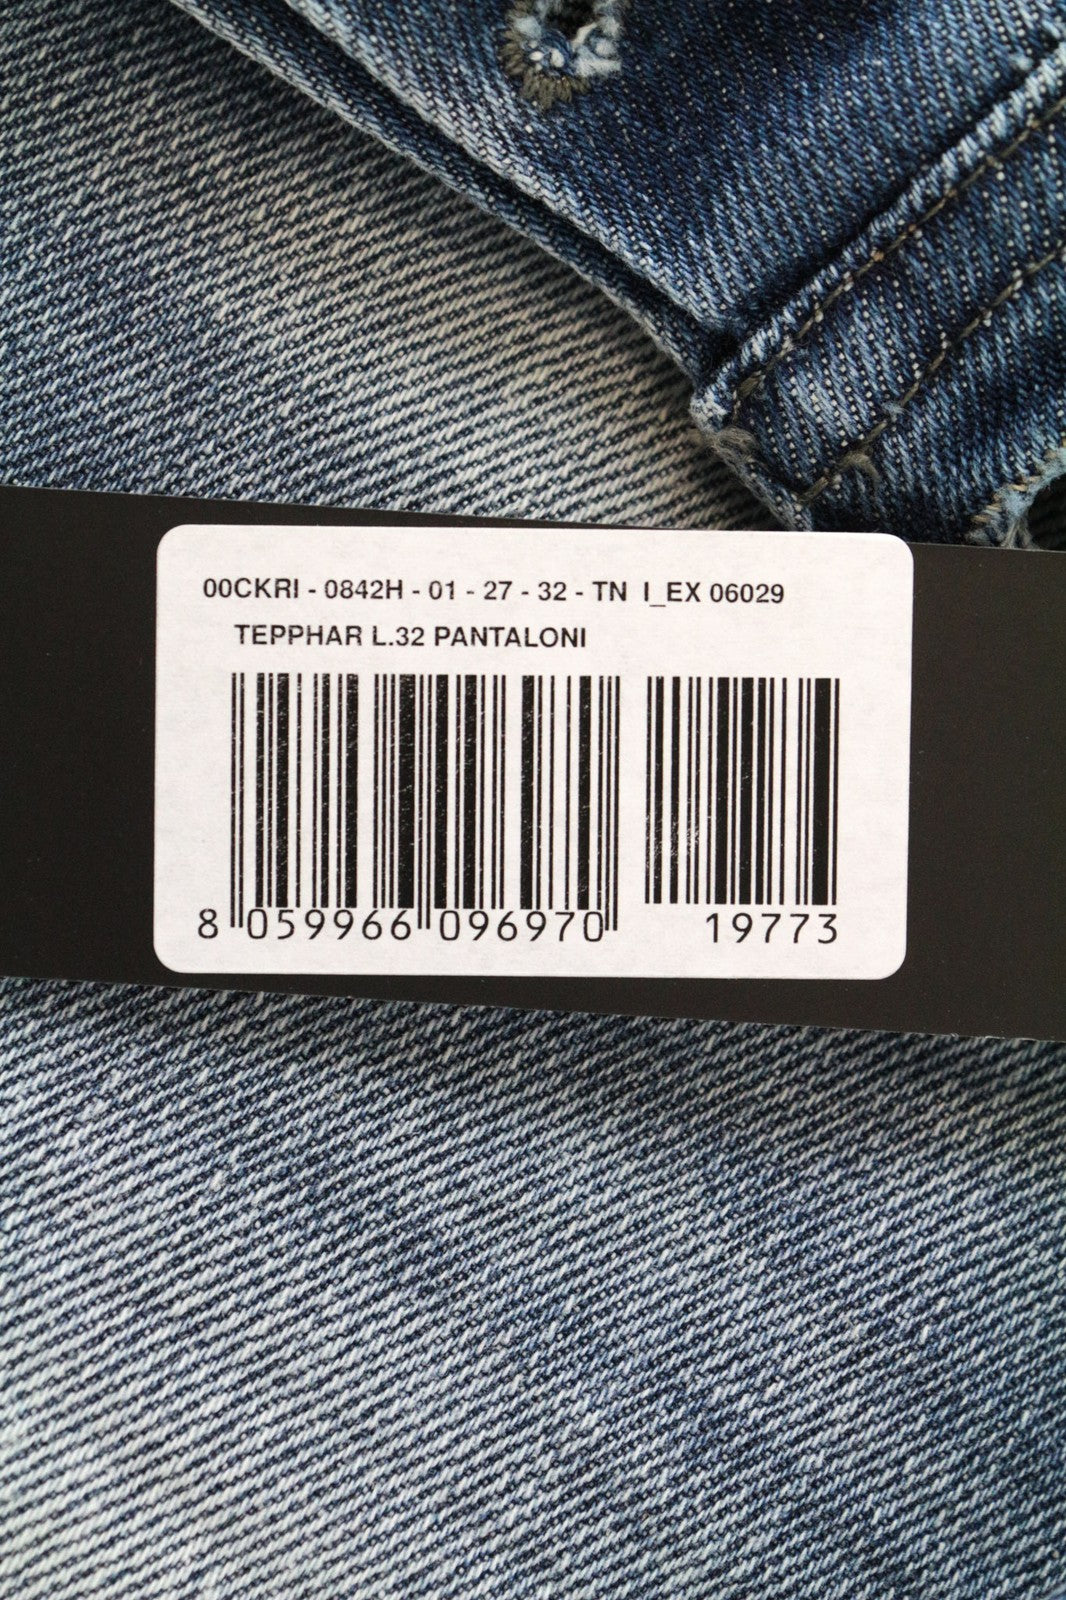 00CKRI - 0842H - 01 - 27 - 32 - TN I_EX 06029
TEPPHAR L.32 PANTALONI
8 059966 096970 19773